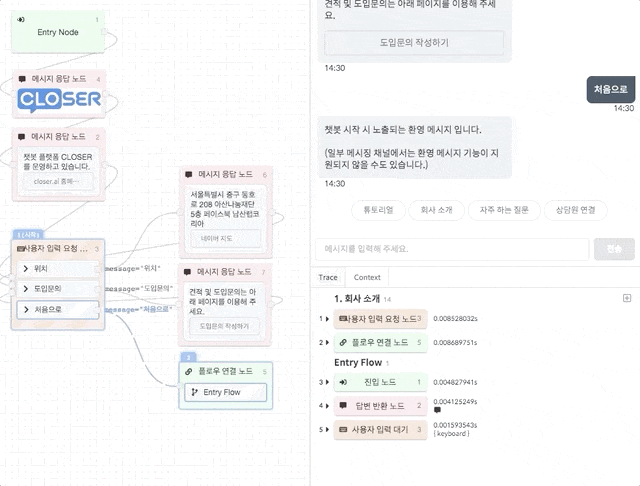 1
Entry Node
메시지 응답 노드 4
CLOSER
메시지 응답 노드 2
챗봇 플랫폼 CLOSER
를 운영하고 있습니다.
closer.ai 홈페…
1 (시작)
사용자 입력 요청 … 3
위치
도입문의
처음으로
message="위치"
message="도입문의"
message="처음으로"
메시지 응답 노드 6
서울특별시 중구 동호
로 208 아산나눔재단
5층 페이스북 남산랩코
리아
네이버 지도
메시지 응답 노드 7
견적 및 도입문의는 아
래 페이지를 이용해 주
세요.
도입문의 작성하기
2
플로우 연결 노드 5
Entry Flow
견적 및 도입문의는 아래 페이지를 이용해 주세
요.
도입문의 작성하기
14:30
처음으로
14:30
챗봇 시작 시 노출되는 환영 메시지 입니다.
(일부 메시징 채널에서는 환영 메시지 기능이 지
원되지 않을 수도 있습니다.)
14:30
튜토리얼
회사 소개
자주 하는 질문
상담원 연결
메시지를 입력해 주세요.
전송
Trace
Context
1. 회사 소개 14
1 사용자 입력 요청 노드 3 0.008528032s
2 플로우 연결 노드 5 0.008689751s
Entry Flow 1
3 진입 노드 1 0.004827941s
4 답변 반환 노드 2 0.004125249s
5 사용자 입력 대기 3 0.001593543s
( keyboard )